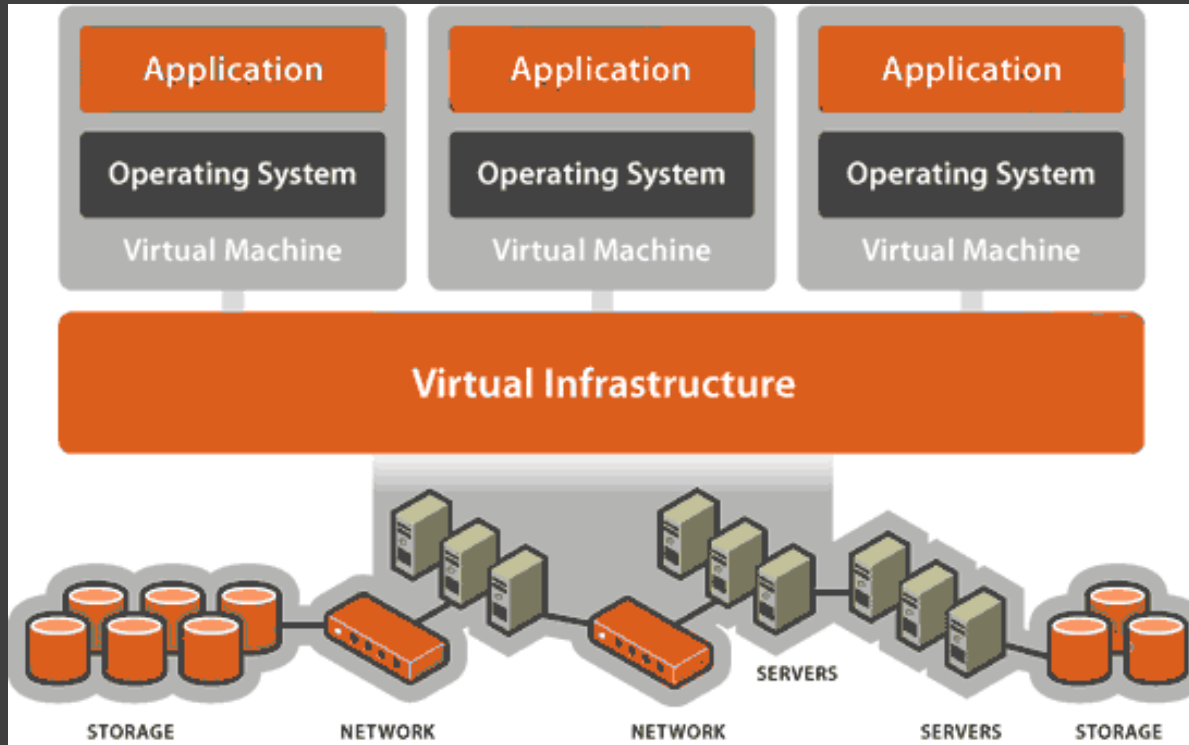 Application
Application
Application
Operating System
Operating System
Operating System
Virtual Machine
Virtual Machine
Virtual Machine
Virtual Infrastructure
SERVERS
STORAGE
NETWORK
NETWORK
SERVERS
STORAGE